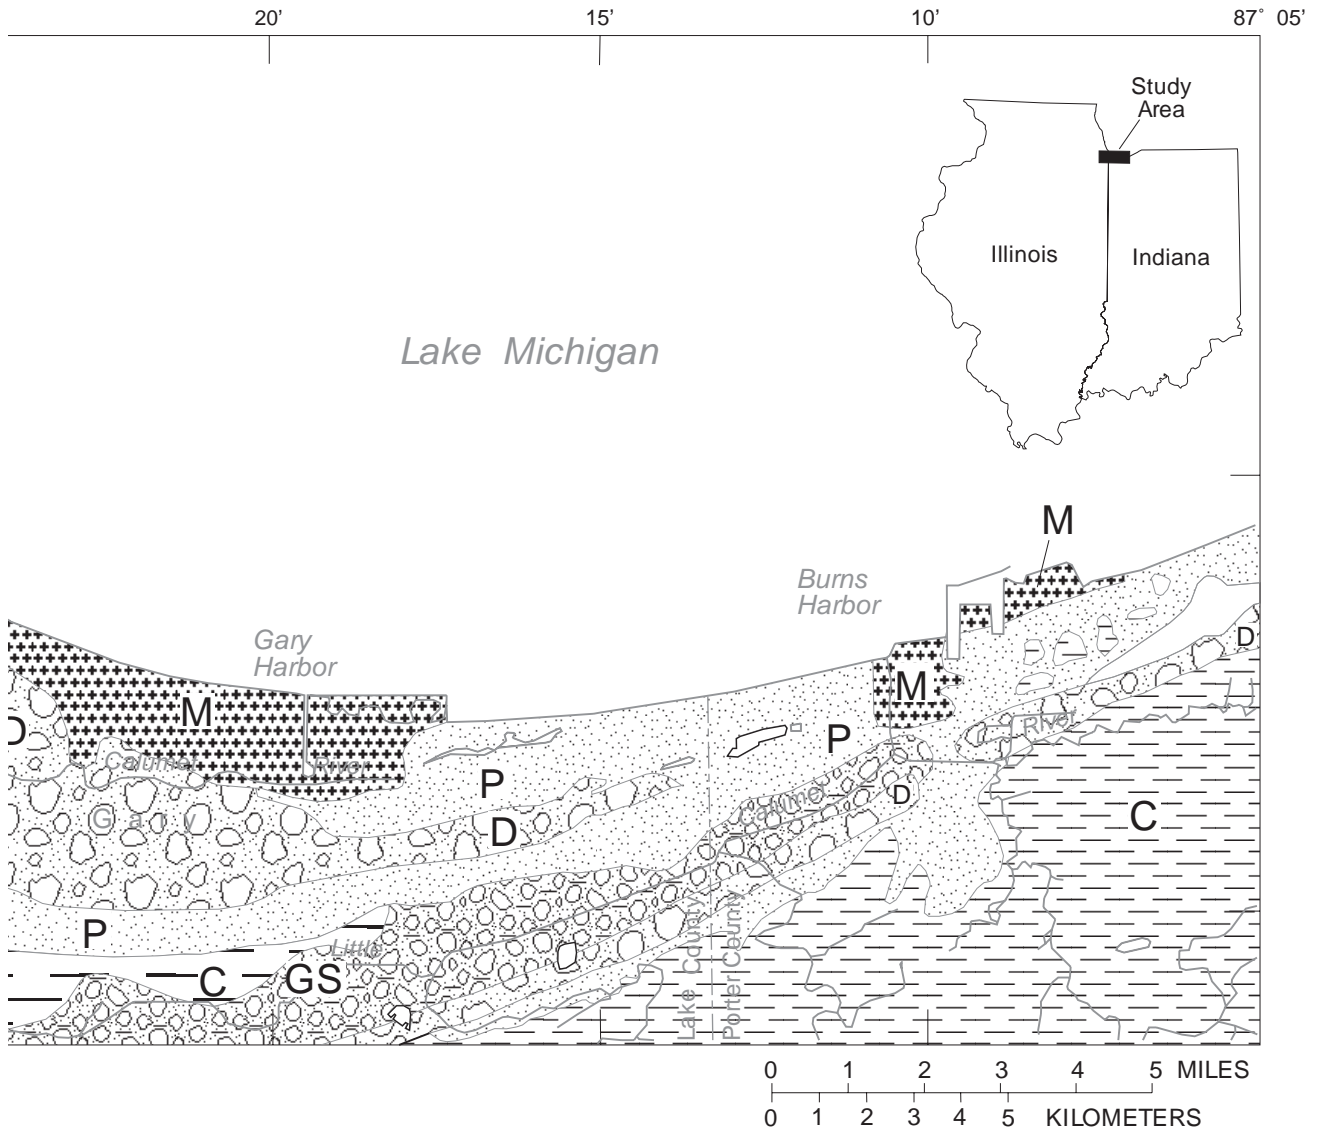 20' 15' 10' 87° 05'
Study
Area
Illinois
Indiana
Lake Michigan
M
Burns
Harbor
Gary
Harbor
D
M
M
D
P
River
Calumet
River
P
D
Calumet
C
Gary
D
P
Little
C
GS
Lake County
Porter County
0 1 2 3 4 5 MILES
0 1 2 3 4 5 KILOMETERS